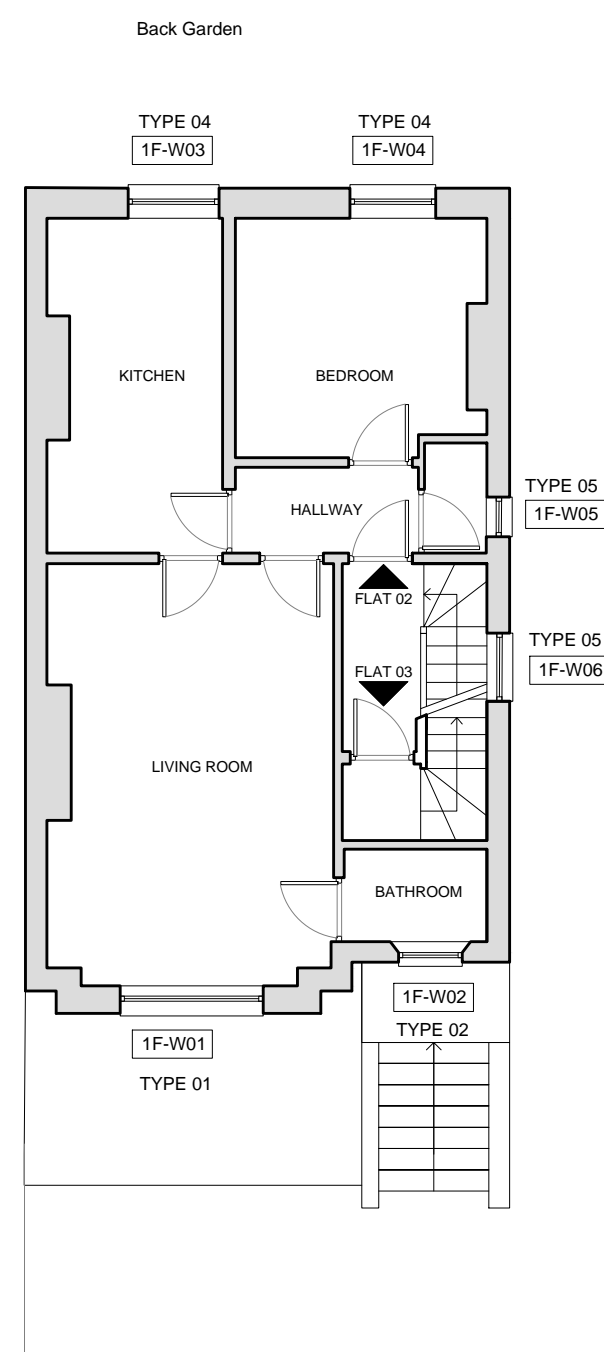 Back Garden
TYPE 04
1F-W03
TYPE 04
1F-W04
KITCHEN
BEDROOM
TYPE 05
1F-W05
HALLWAY
FLAT 02
TYPE 05
1F-W06
FLAT 03
LIVING ROOM
BATHROOM
1F-W02
TYPE 02
1F-W01
TYPE 01